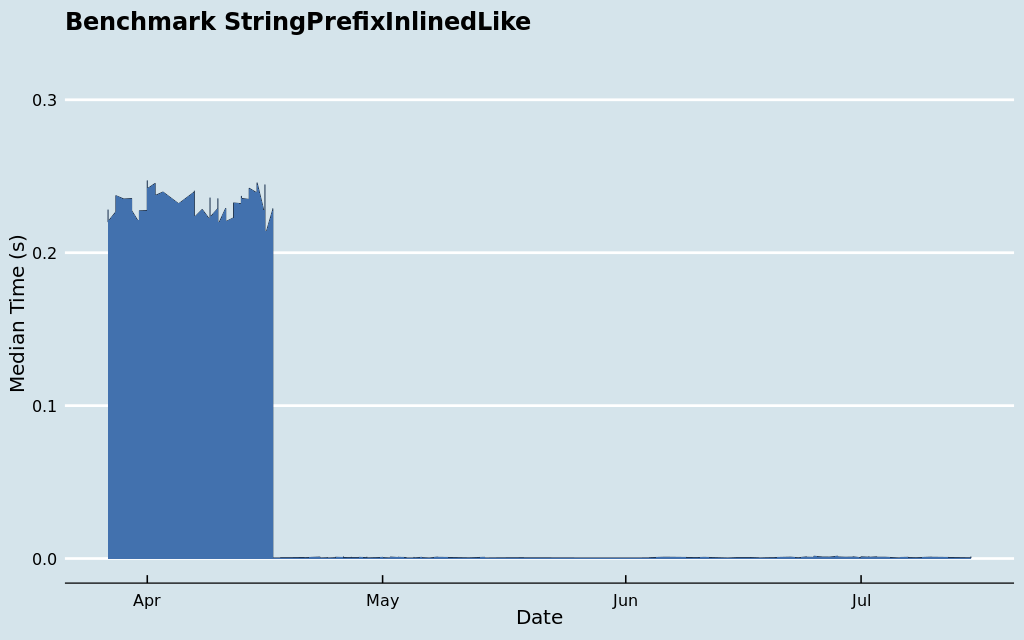 Benchmark StringPrefixInlinedLike
0.3
0.2
0.1
0.0
Median Time (s)
Apr
May
Jun
Jul
Date